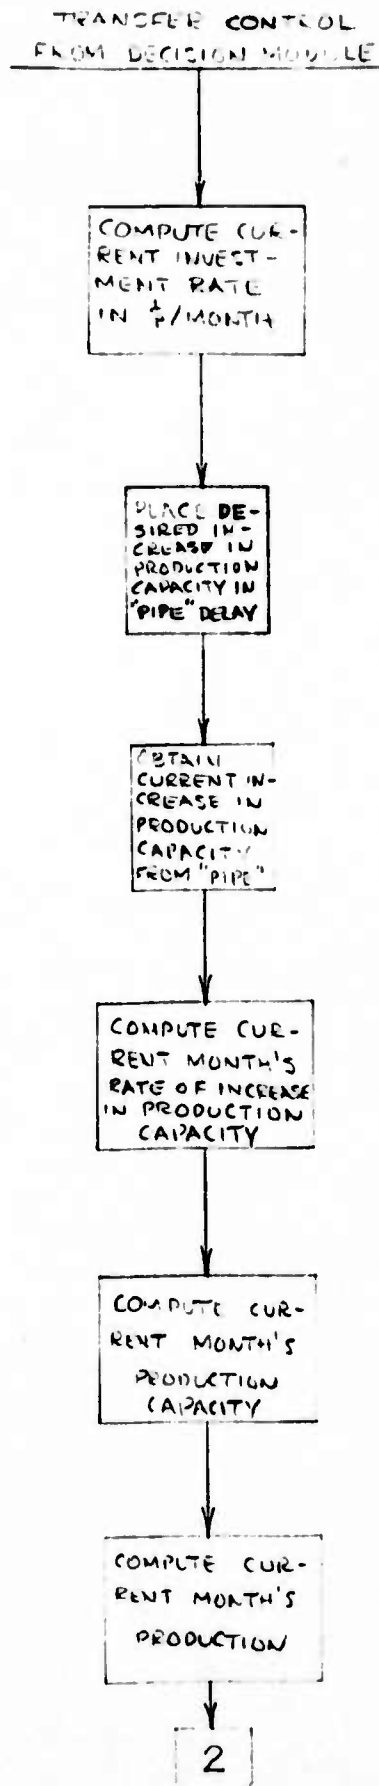 TRANSFER CONTROL
FROM DECISION MODULE
COMPUTE CUR-
RENT INVEST-
MENT RATE
IN /MONTH
PLACE DE-
SIRED IN-
CREASE IN
PRODUCTION
CAPACITY IN
"PIPE" DELAY
OBTAIN
CURRENT IN-
CREASE IN
PRODUCTION
CAPACITY
FROM "PIPE"
COMPUTE CUR-
RENT MONTH'S
RATE OF INCREASE
IN PRODUCTION
CAPACITY
COMPUTE CUR-
RENT MONTH'S
PRODUCTION
CAPACITY
COMPUTE CUR-
RENT MONTH'S
PRODUCTION
2